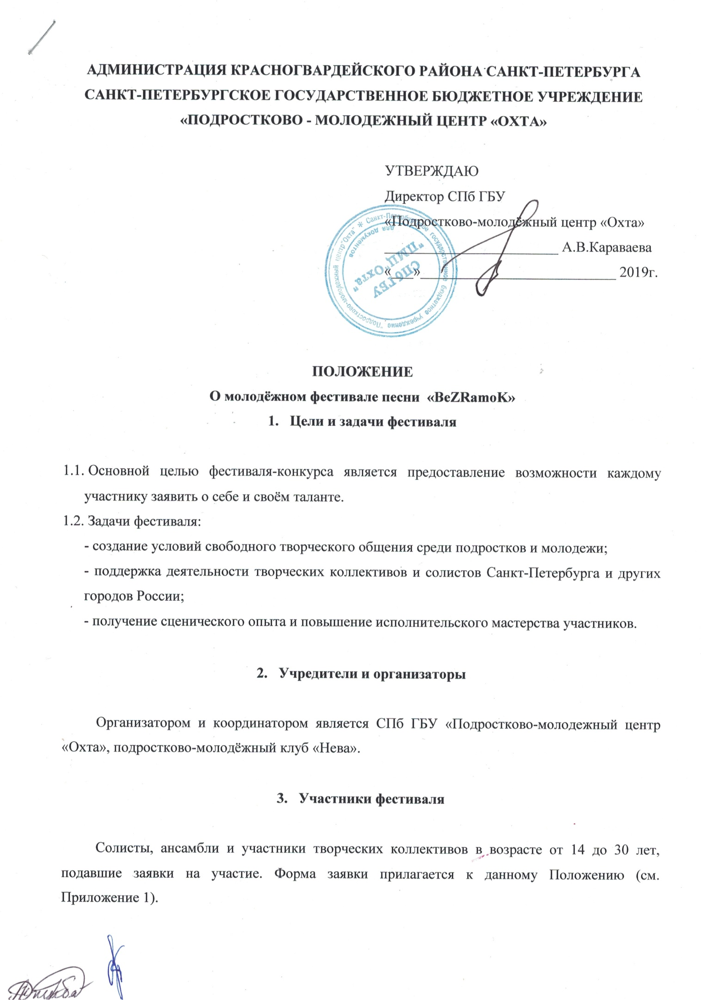 АДМИНИСТРАЦИЯ КРАСНОГВАРДЕЙСКОГО РАЙОНА САНКТ-ПЕТЕРБУРГА
САНКТ-ПЕТЕРБУРГСКОЕ ГОСУДАРСТВЕННОЕ БЮДЖЕТНОЕ УЧРЕЖДЕНИЕ
«ПОДРОСТКОВО - МОЛОДЕЖНЫЙ ЦЕНТР «ОХТА»
УТВЕРЖДАЮ
Директор СПб ГБУ
«Подростково-молодёжный центр «Охта»
________________________ А.В.Караваева
«___»___________________________ 2019г.
Санкт-Петербургское государственное бюджетное учреждение "Подростково-молодежный центр "Охта" *
для документов
СПб ГБУ
"ПМЦ "Охта"
ПОЛОЖЕНИЕ
О молодёжном фестивале песни «BeZRamoK»
1. Цели и задачи фестиваля
1.1. Основной целью фестиваля-конкурса является предоставление возможности каждому
участнику заявить о себе и своём таланте.
1.2. Задачи фестиваля:
- создание условий свободного творческого общения среди подростков и молодежи;
- поддержка деятельности творческих коллективов и солистов Санкт-Петербурга и других
городов России;
- получение сценического опыта и повышение исполнительского мастерства участников.
2. Учредители и организаторы
Организатором и координатором является СПб ГБУ «Подростково-молодежный центр
«Охта», подростково-молодёжный клуб «Нева».
3. Участники фестиваля
Солисты, ансамбли и участники творческих коллективов в возрасте от 14 до 30 лет,
подавшие заявки на участие. Форма заявки прилагается к данному Положению (см.
Приложение 1).